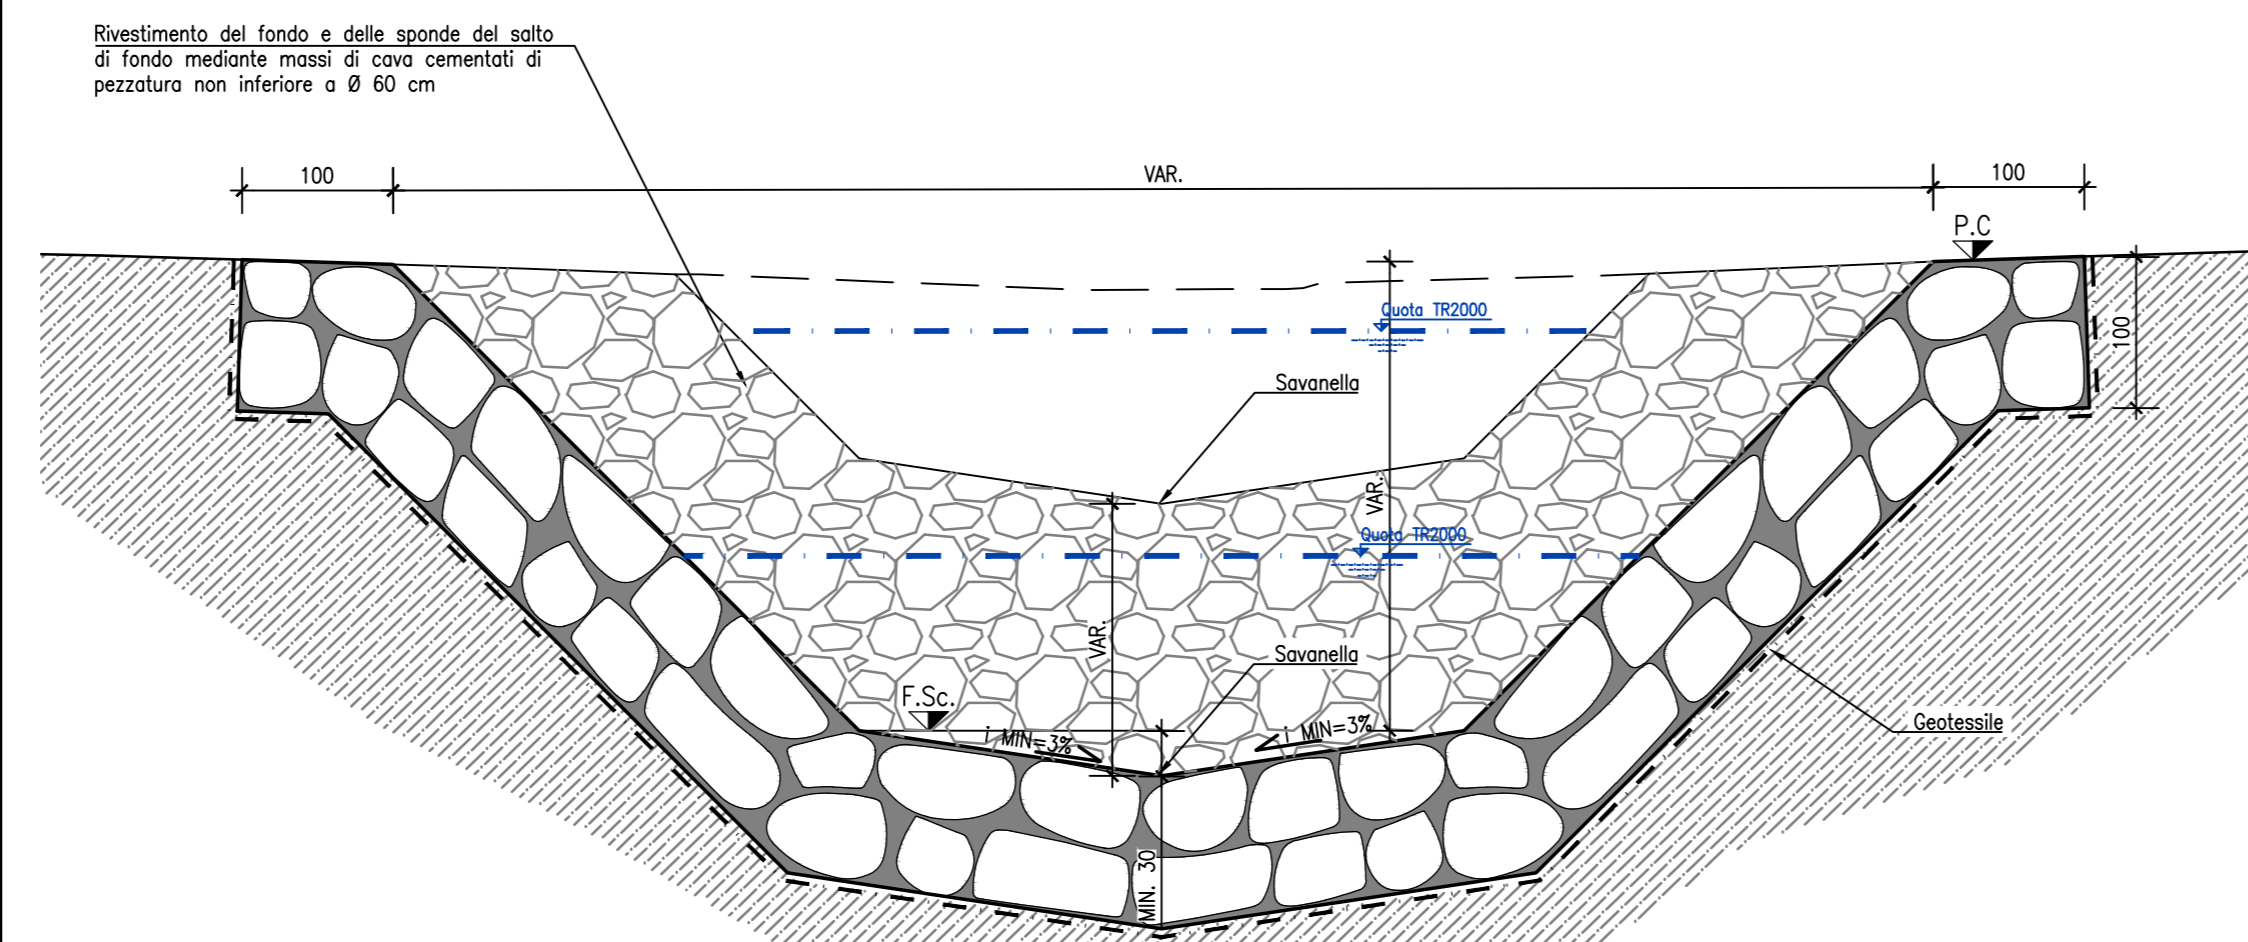 Rivestimento del fondo e delle sponde del salto
di fondo mediante massi di cava cementati di
pezzatura non inferiore a Ø 60 cm
100
VAR.
100
P.C
Quota TR2000
100
Savanella
VAR.
Quota TR2000
VAR.
Savanella
F.Sc.
i MIN=3%
i MIN=3%
Geotessile
MIN. 30